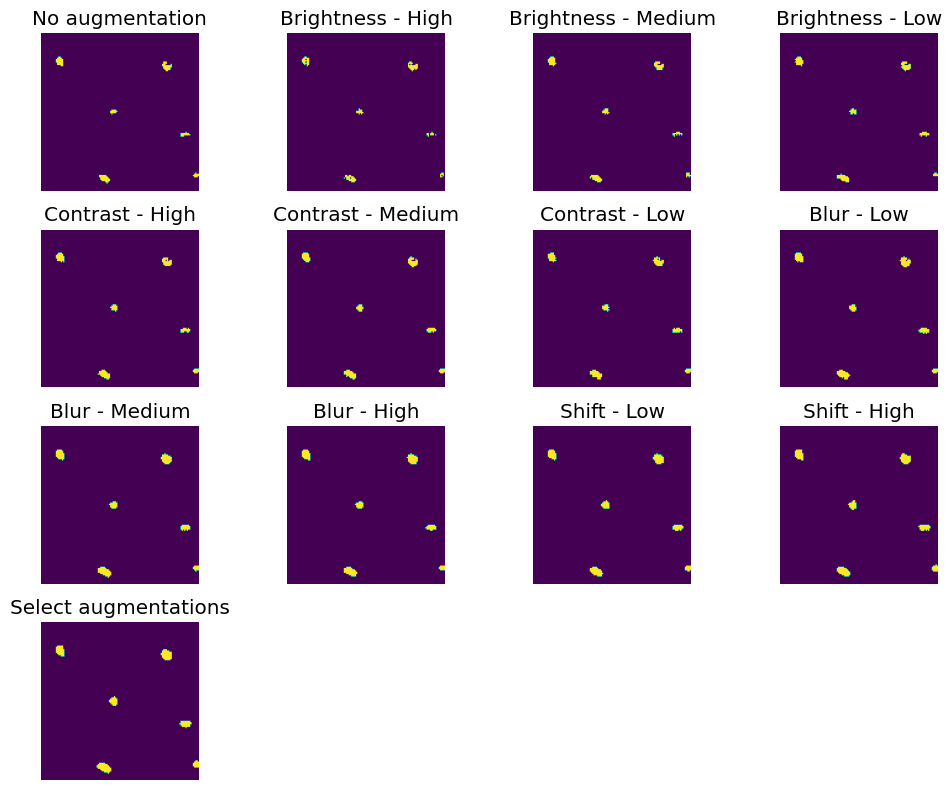 No augmentation
Brightness - High
Brightness - Medium
Brightness - Low
Contrast - High
Contrast - Medium
Contrast - Low
Blur - Low
Blur - Medium
Blur - High
Shift - Low
Shift - High
Select augmentations